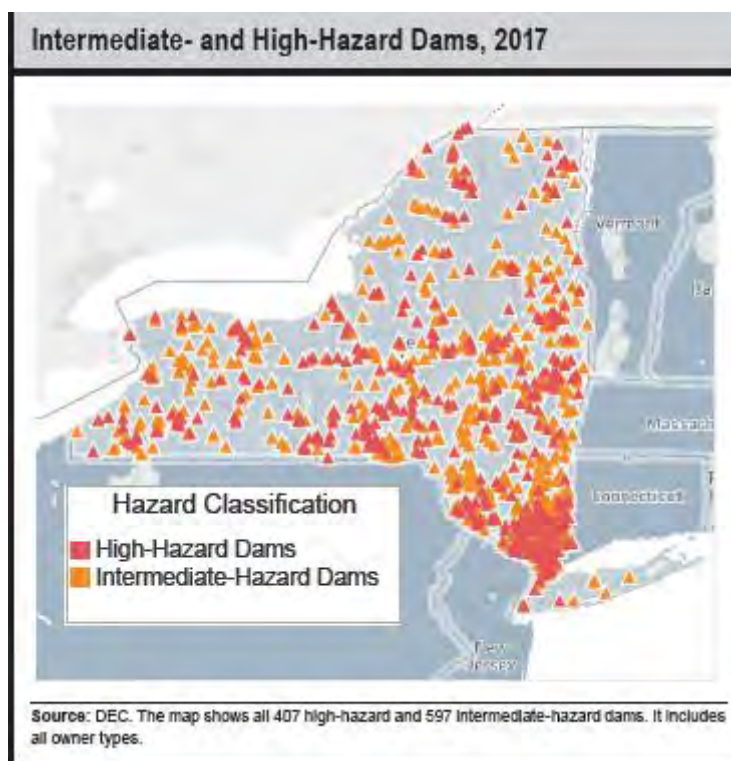 Intermediate- and High-Hazard Dams, 2017
Vermont
Massach
Connecticut
Hazard Classification
High-Hazard Dams
Intermediate-Hazard Dams
New
Jersey
Source: DEC. The map shows all 407 high-hazard and 597 intermediate-hazard dams. It includes
all owner types.